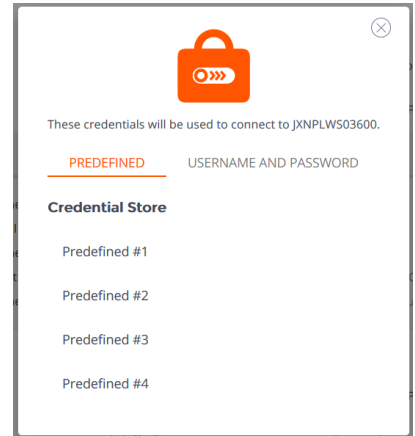 These credentials will be used to connect to JXNPLWS03600.
PREDEFINED USERNAME AND PASSWORD
Credential Store
Predefined #1
Predefined #2
Predefined #3
Predefined #4